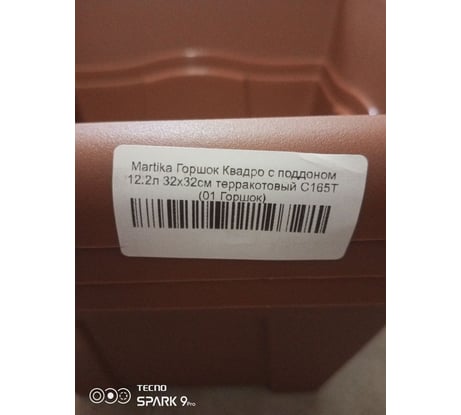 Martika Горшок Квадро с поддоном
12.2л 32х32см терракотовый С165Т
(01 Горшок)
TECNO
SPARK 9Pro